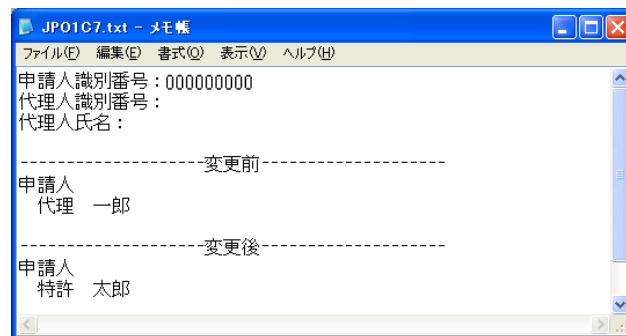 JPO1C7.txt - メモ帳
ファイル(F) 編集(E) 書式(O) 表示(V) ヘルプ(H)
申請人識別番号：000000000
代理人識別番号：
代理人氏名：
--------------------変更前--------------------
申請人
　代理　一郎
--------------------変更後--------------------
申請人
　特許　太郎